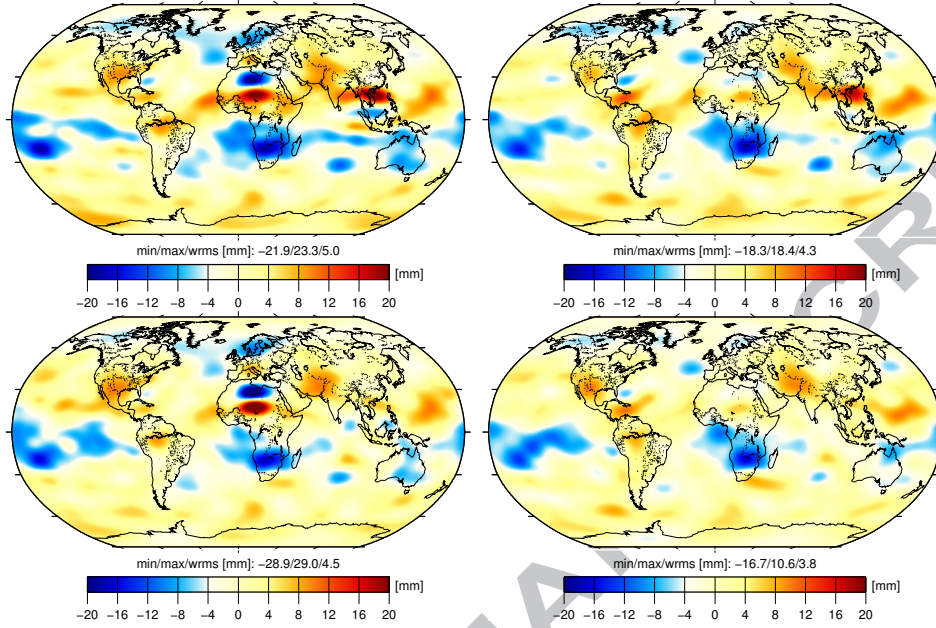 min/max/wrms [mm]: −21.9/23.3/5.0
[mm]
−20 −16 −12 −8 −4 0 4 8 12 16 20
min/max/wrms [mm]: −18.3/18.4/4.3
[mm]
−20 −16 −12 −8 −4 0 4 8 12 16 20
min/max/wrms [mm]: −28.9/29.0/4.5
[mm]
−20 −16 −12 −8 −4 0 4 8 12 16 20
min/max/wrms [mm]: −16.7/10.6/3.8
[mm]
−20 −16 −12 −8 −4 0 4 8 12 16 20